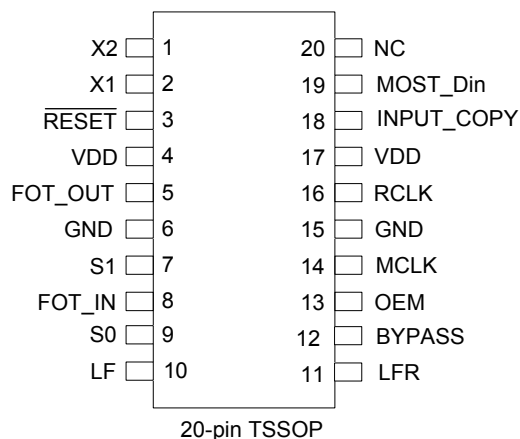 X2 1 20 NC
X1 2 19 MOST_Din
RESET 3 18 INPUT_COPY
VDD 4 17 VDD
FOT_OUT 5 16 RCLK
GND 6 15 GND
S1 7 14 MCLK
FOT_IN 8 13 OEM
S0 9 12 BYPASS
LF 10 11 LFR
20-pin TSSOP